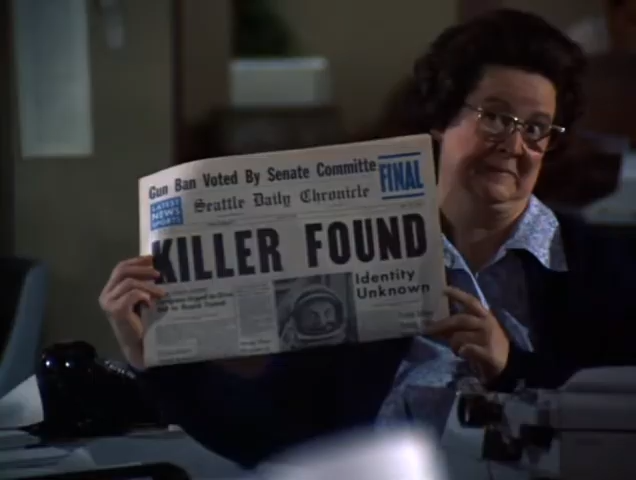 Gun Ban Voted By Senate Committe
LATEST
NEWS
SPORTS
Seattle Daily Chronicle
FINAL
KILLER FOUND
Identity
Unknown